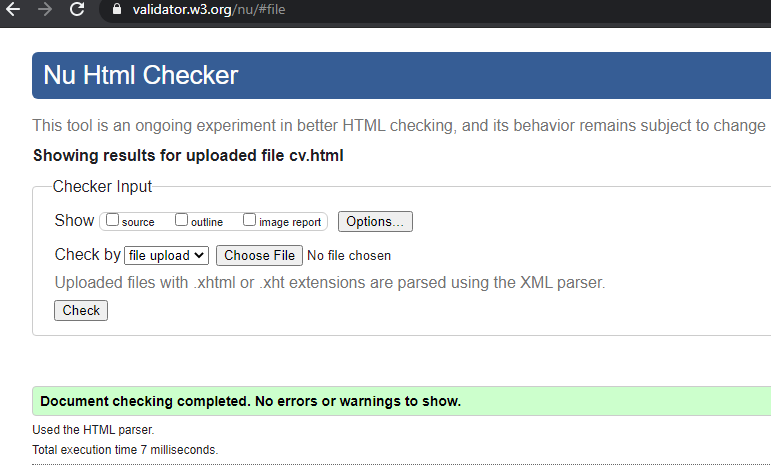 validator.w3.org/nu/#file
Nu Html Checker
This tool is an ongoing experiment in better HTML checking, and its behavior remains subject to change
Showing results for uploaded file cv.html
Checker Input
Show source outline image report Options...
Check by file upload Choose File No file chosen
Uploaded files with .xhtml or .xht extensions are parsed using the XML parser.
Check
Document checking completed. No errors or warnings to show.
Used the HTML parser.
Total execution time 7 milliseconds.